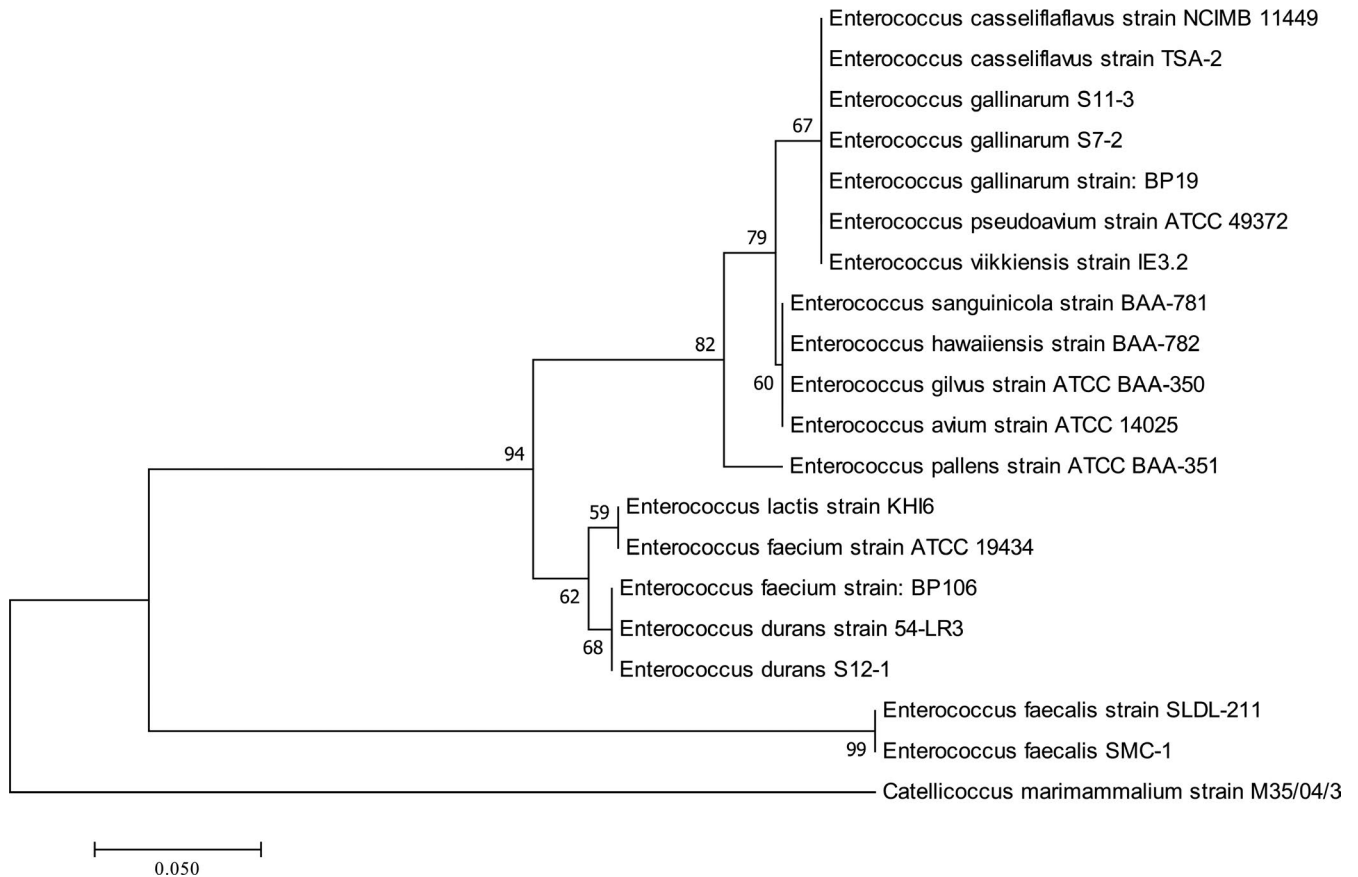 Enterococcus casseliflaflavus strain NCIMB 11449
Enterococcus casseliflavus strain TSA-2
Enterococcus gallinarum S11-3
67
Enterococcus gallinarum S7-2
Enterococcus gallinarum strain: BP19
Enterococcus pseudoavium strain ATCC 49372
79
Enterococcus viikkiensis strain IE3.2
Enterococcus sanguinicola strain BAA-781
82
Enterococcus hawaiiensis strain BAA-782
60
Enterococcus gilvus strain ATCC BAA-350
Enterococcus avium strain ATCC 14025
94
Enterococcus pallens strain ATCC BAA-351
59
Enterococcus lactis strain KHI6
Enterococcus faecium strain ATCC 19434
62
Enterococcus faecium strain: BP106
Enterococcus durans strain 54-LR3
68
Enterococcus durans S12-1
Enterococcus faecalis strain SLDL-211
99
Enterococcus faecalis SMC-1
Catellicoccus marimammalium strain M35/04/3
0.050